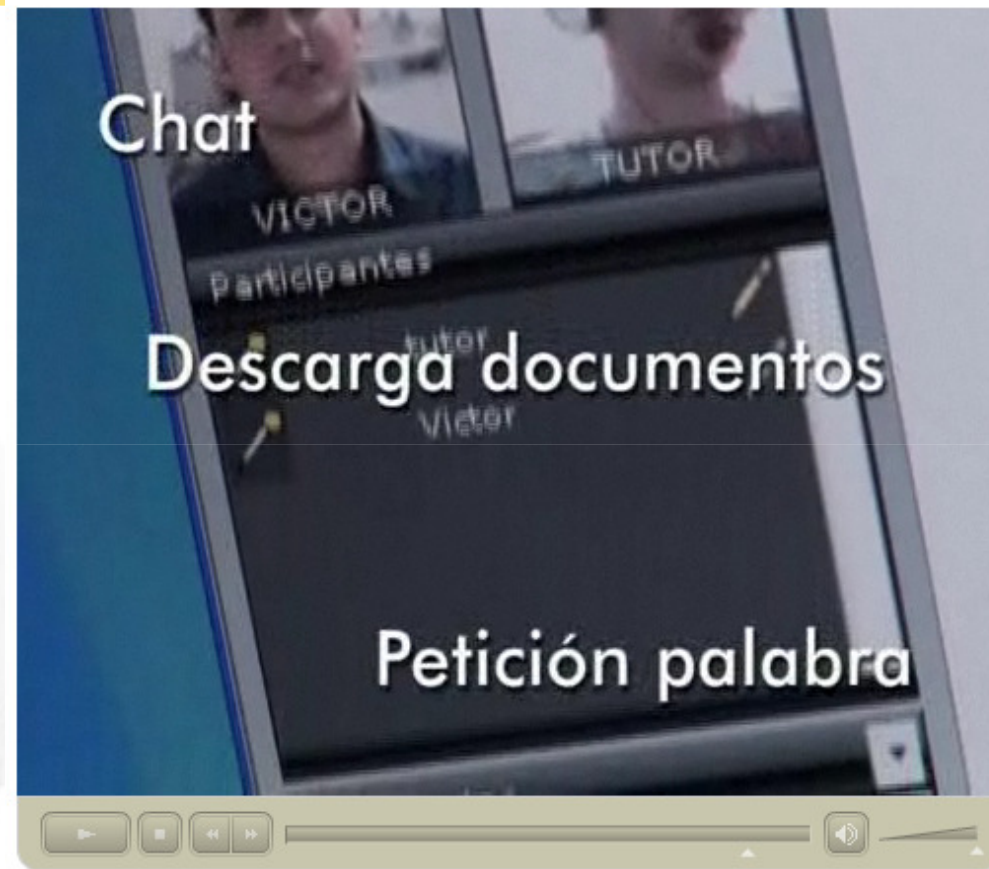 Chat
VICTOR
TUTOR
Participantes
tutor
Descarga documentos
Victor
Petición palabra